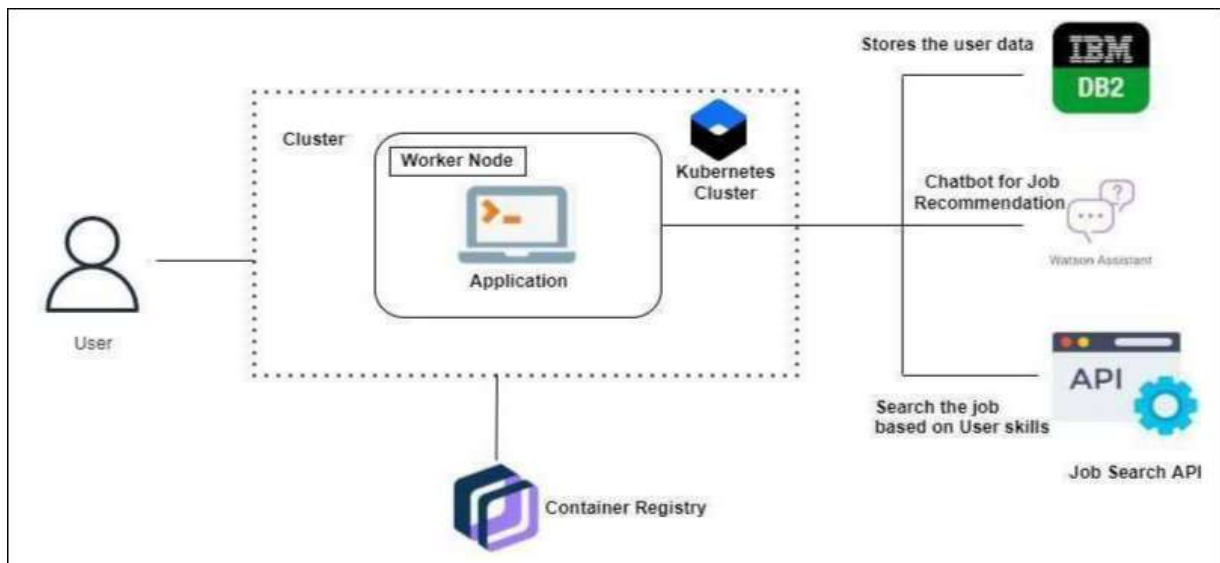 Stores the user data
IBM
DB2
Cluster
Worker Node
Kubernetes
Cluster
Application
Chatbot for Job
Recommendation
?
Watson Assistant
User
API
Search the job
based on User skills
Job Search API
Container Registry